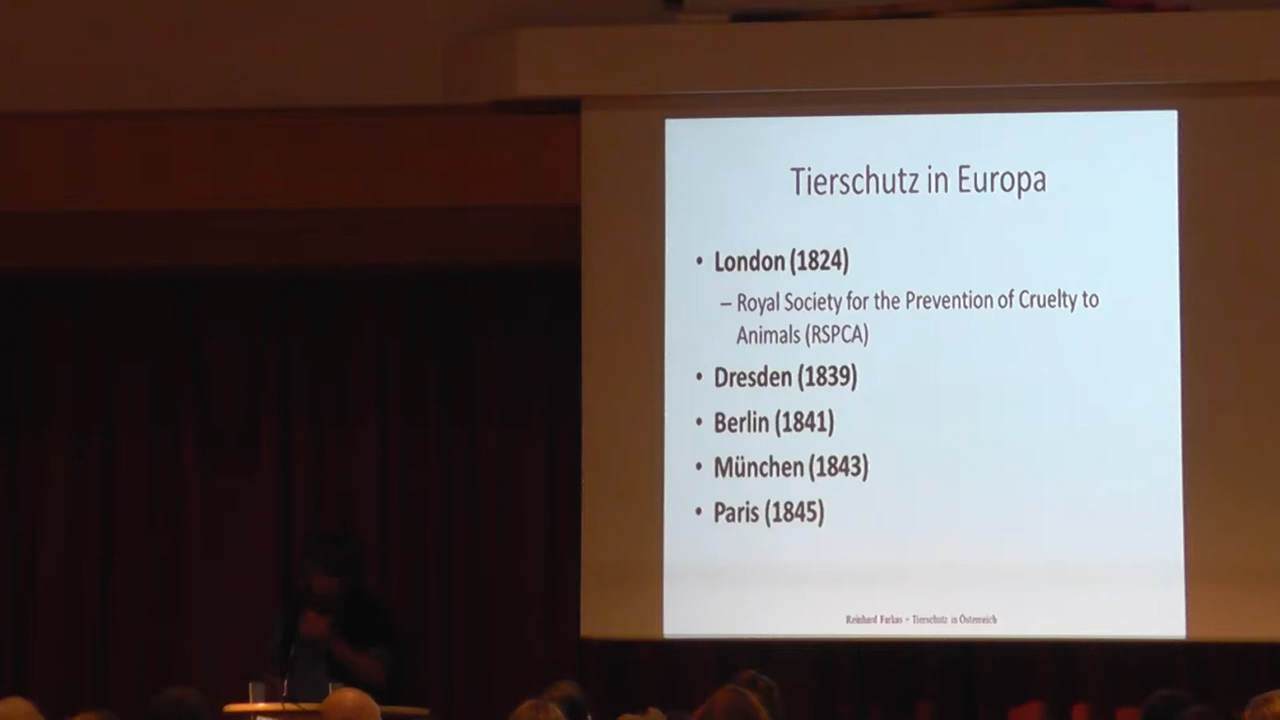 Tierschutz in Europa
• London (1824)
– Royal Society for the Prevention of Cruelty to
Animals (RSPCA)
• Dresden (1839)
• Berlin (1841)
• München (1843)
• Paris (1845)
Reinhard Farkas – Tierschutz in Österreich